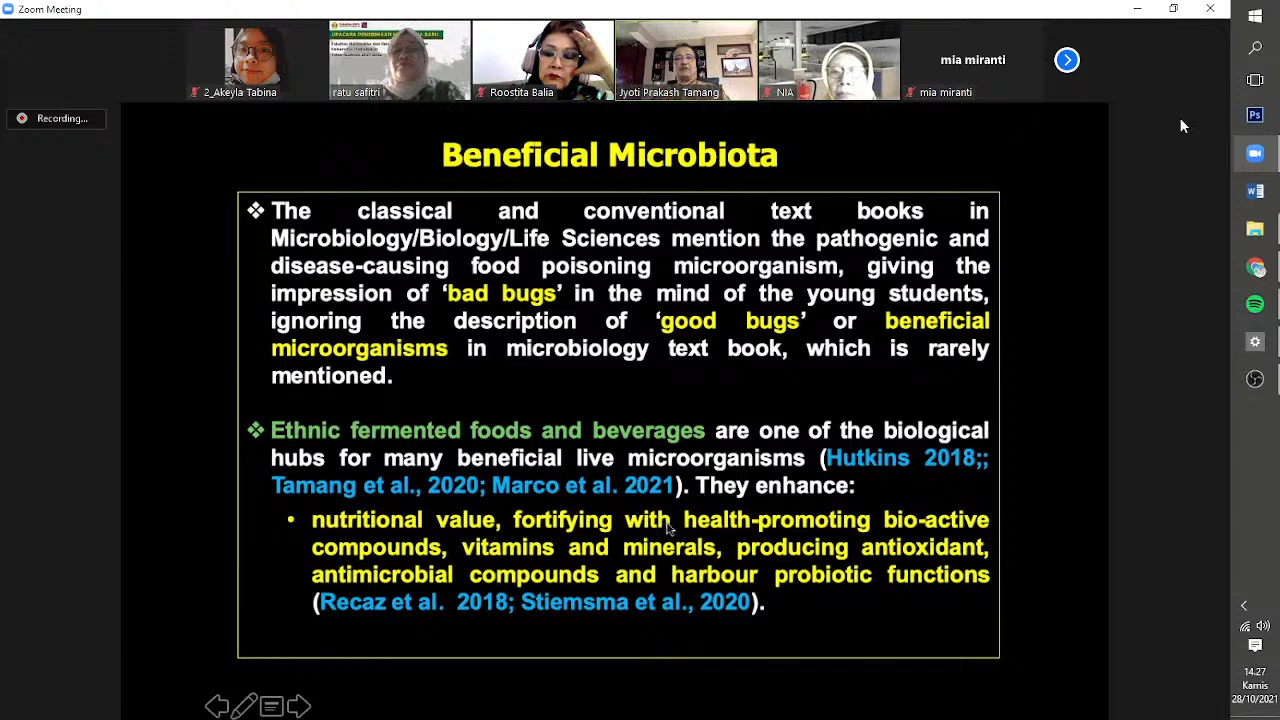 Zoom Meeting
UPACARA PENERIMAAN MAHASISWA BARU
2_Akeyla Tabina
ratu safitri
Roostita Balia
Jyoti Prakash Tamang
NIA
mia miranti
mia miranti
Recording...
Beneficial Microbiota
❖ The classical and conventional text books in
Microbiology/Biology/Life Sciences mention the pathogenic and
disease-causing food poisoning microorganism, giving the
impression of ‘bad bugs’ in the mind of the young students,
ignoring the description of ‘good bugs’ or beneficial
microorganisms in microbiology text book, which is rarely
mentioned.
❖ Ethnic fermented foods and beverages are one of the biological
hubs for many beneficial live microorganisms (Hutkins 2018;;
Tamang et al., 2020; Marco et al. 2021). They enhance:
• nutritional value, fortifying with health-promoting bio-active
compounds, vitamins and minerals, producing antioxidant,
antimicrobial compounds and harbour probiotic functions
(Recaz et al. 2018; Stiemsma et al., 2020).
Ps
14.27
Kamis
28/10/2021